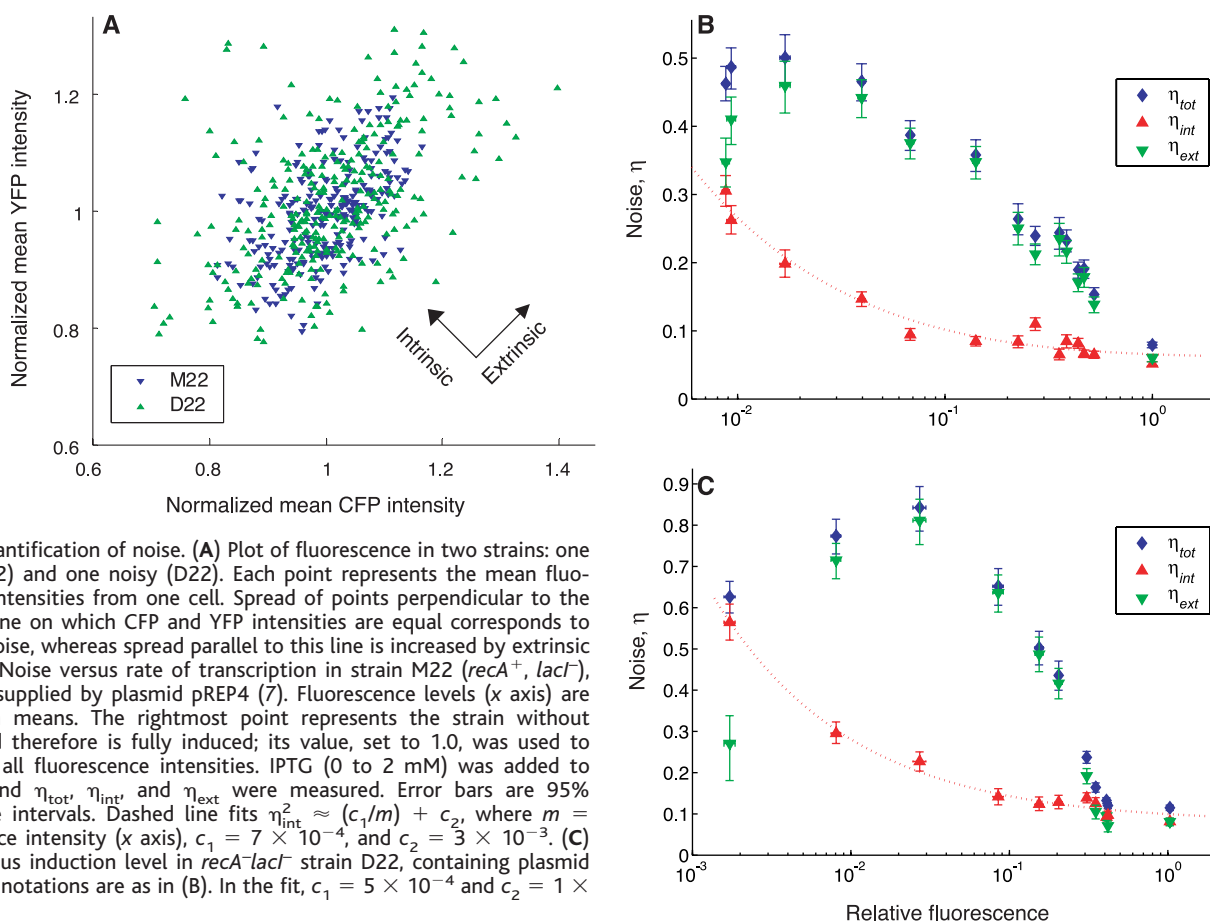 A
Normalized mean YFP intensity
1.2
1
0.8
0.6
0.6
0.8
1
1.2
1.4
Normalized mean CFP intensity
M22
D22
Intrinsic
Extrinsic
B
Noise, η
0.5
0.4
0.3
0.2
0.1
0
10⁻²
10⁻¹
10⁰
η_tot
η_int
η_ext
C
Noise, η
0.9
0.8
0.7
0.6
0.5
0.4
0.3
0.2
0.1
0
10⁻³
10⁻²
10⁻¹
10⁰
Relative fluorescence
η_tot
η_int
η_ext
antification of noise. (A) Plot of fluorescence in two strains: one
2) and one noisy (D22). Each point represents the mean fluo-
ntensities from one cell. Spread of points perpendicular to the
ne on which CFP and YFP intensities are equal corresponds to
oise, whereas spread parallel to this line is increased by extrinsic
Noise versus rate of transcription in strain M22 (recA⁺, lacI⁻),
supplied by plasmid pREP4 (7). Fluorescence levels (x axis) are
means. The rightmost point represents the strain without
d therefore is fully induced; its value, set to 1.0, was used to
all fluorescence intensities. IPTG (0 to 2 mM) was added to
nd η_tot, η_int, and η_ext were measured. Error bars are 95%
e intervals. Dashed line fits η²_int ≈ (c₁/m) + c₂, where m =
ce intensity (x axis), c₁ = 7 × 10⁻⁴, and c₂ = 3 × 10⁻³. (C)
us induction level in recA⁻lacI⁻ strain D22, containing plasmid
notations are as in (B). In the fit, c₁ = 5 × 10⁻⁴ and c₂ = 1 ×